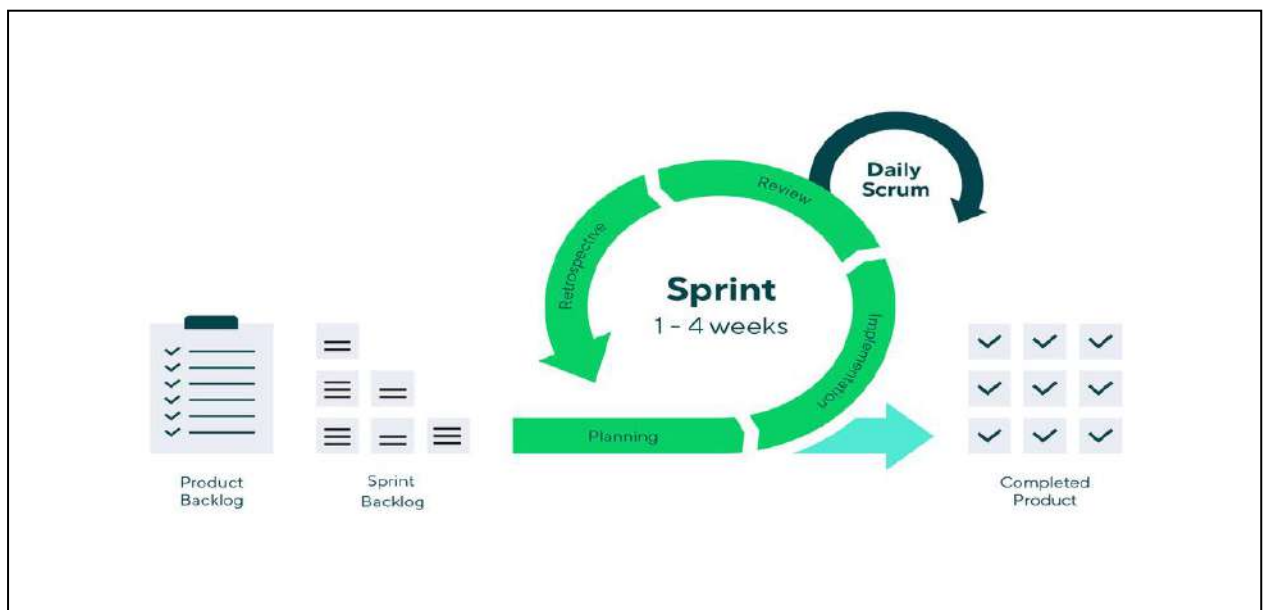 Daily
Scrum
Review
Retrospective
Sprint
1 - 4 weeks
Implementation
Planning
Product
Backlog
Sprint
Backlog
Completed
Product